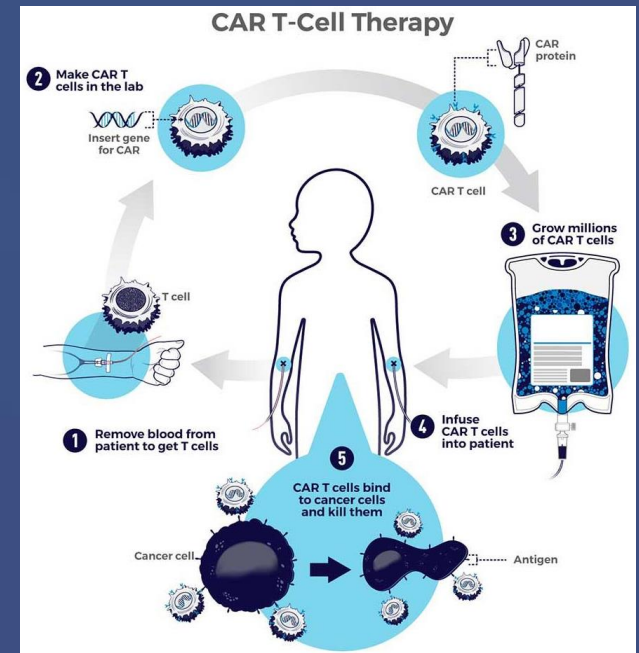 CAR T-Cell Therapy
2
Make CAR T
cells in the lab
Insert gene
for CAR
CAR
protein
CAR T cell
3
Grow millions
of CAR T cells
T cell
1
Remove blood from
patient to get T cells
4
Infuse
CAR T cells
into patient
5
CAR T cells bind
to cancer cells
and kill them
Cancer cell
Antigen